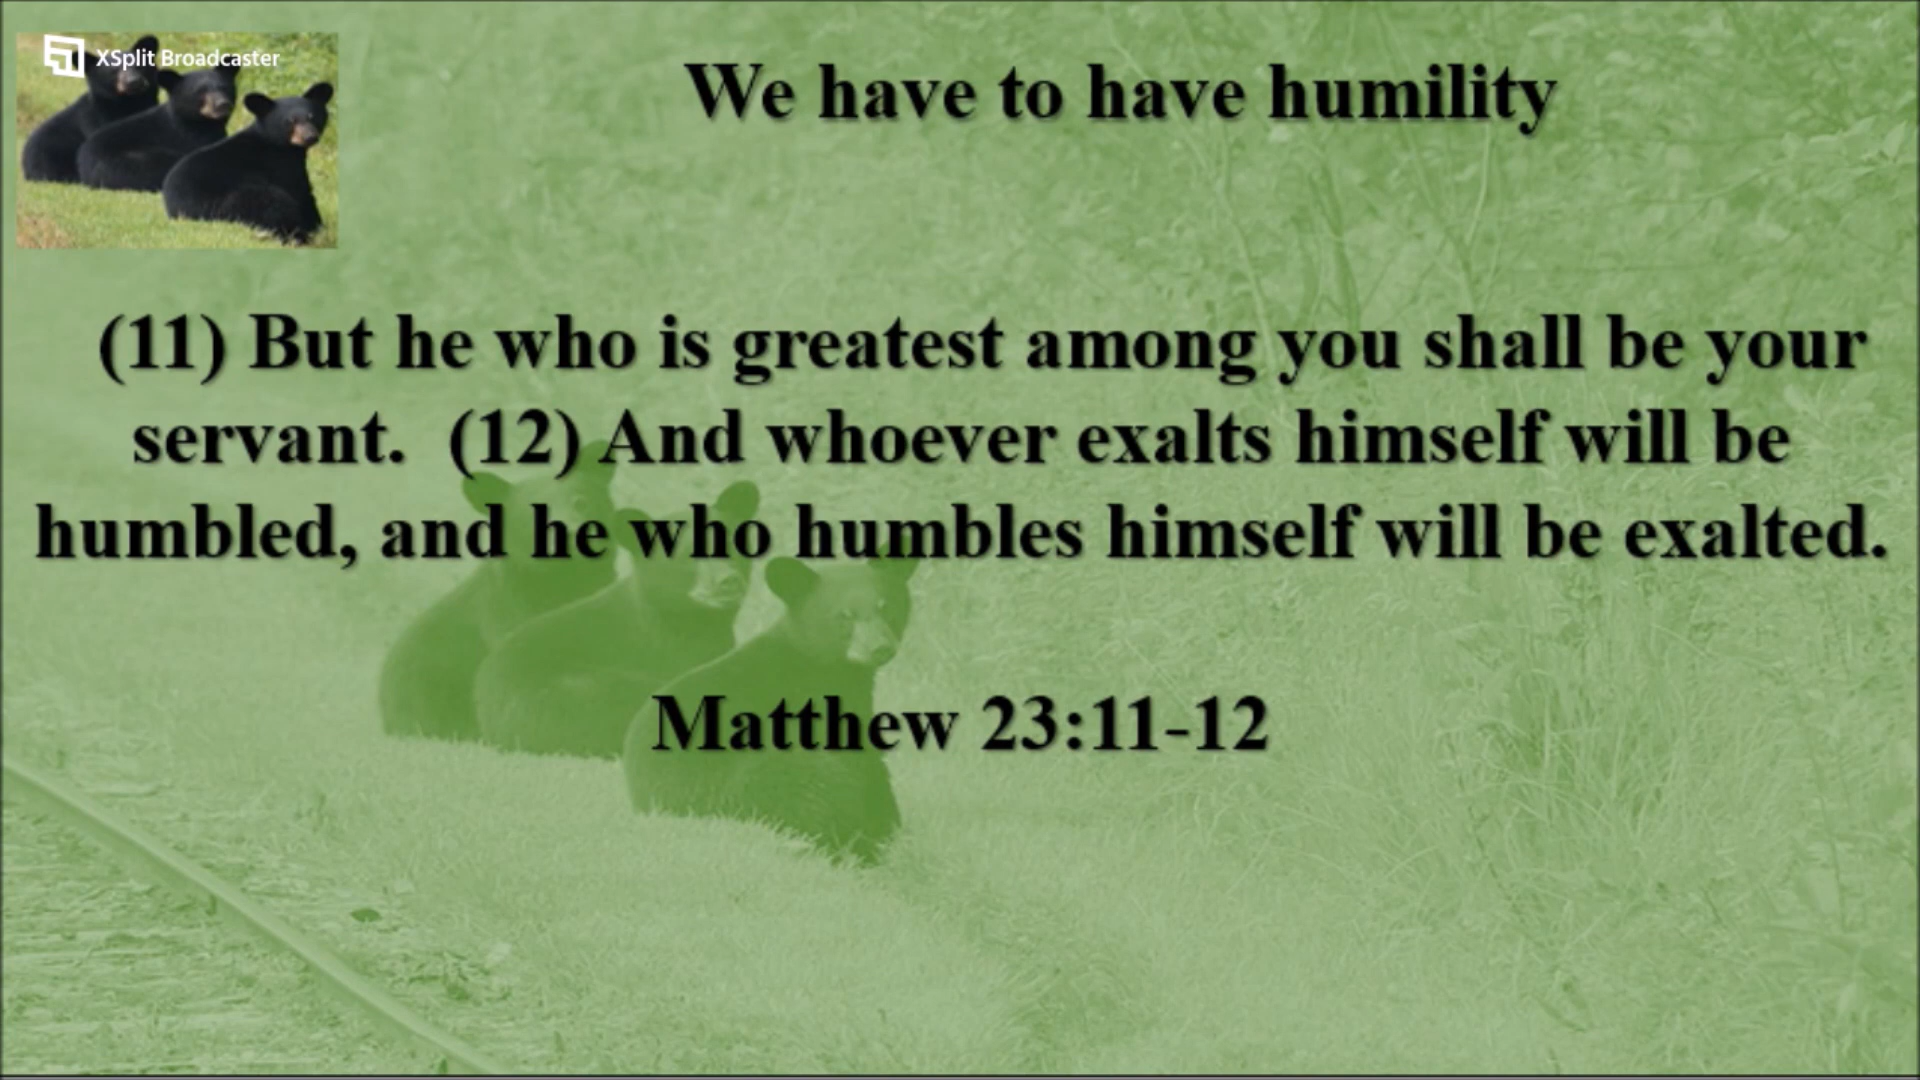 XSplit Broadcaster
We have to have humility
(11) But he who is greatest among you shall be your
servant.  (12) And whoever exalts himself will be
humbled, and he who humbles himself will be exalted.
Matthew 23:11-12